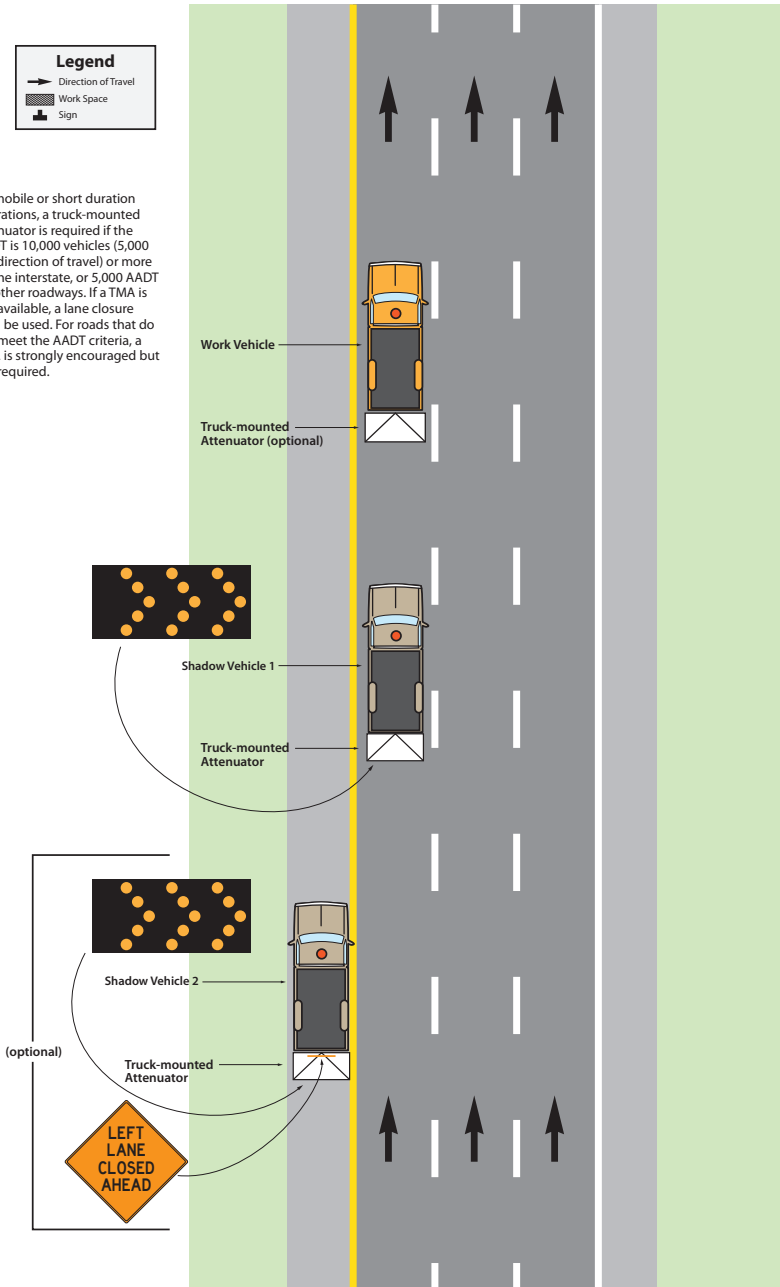 Legend
Direction of Travel
Work Space
Sign
mobile or short duration
rations, a truck-mounted
nuator is required if the
T is 10,000 vehicles (5,000
direction of travel) or more
ne interstate, or 5,000 AADT
other roadways. If a TMA is
available, a lane closure
be used. For roads that do
meet the AADT criteria, a
is strongly encouraged but
required.
Work Vehicle
Truck-mounted
Attenuator (optional)
Shadow Vehicle 1
Truck-mounted
Attenuator
Shadow Vehicle 2
(optional)
Truck-mounted
Attenuator
LEFT
LANE
CLOSED
AHEAD